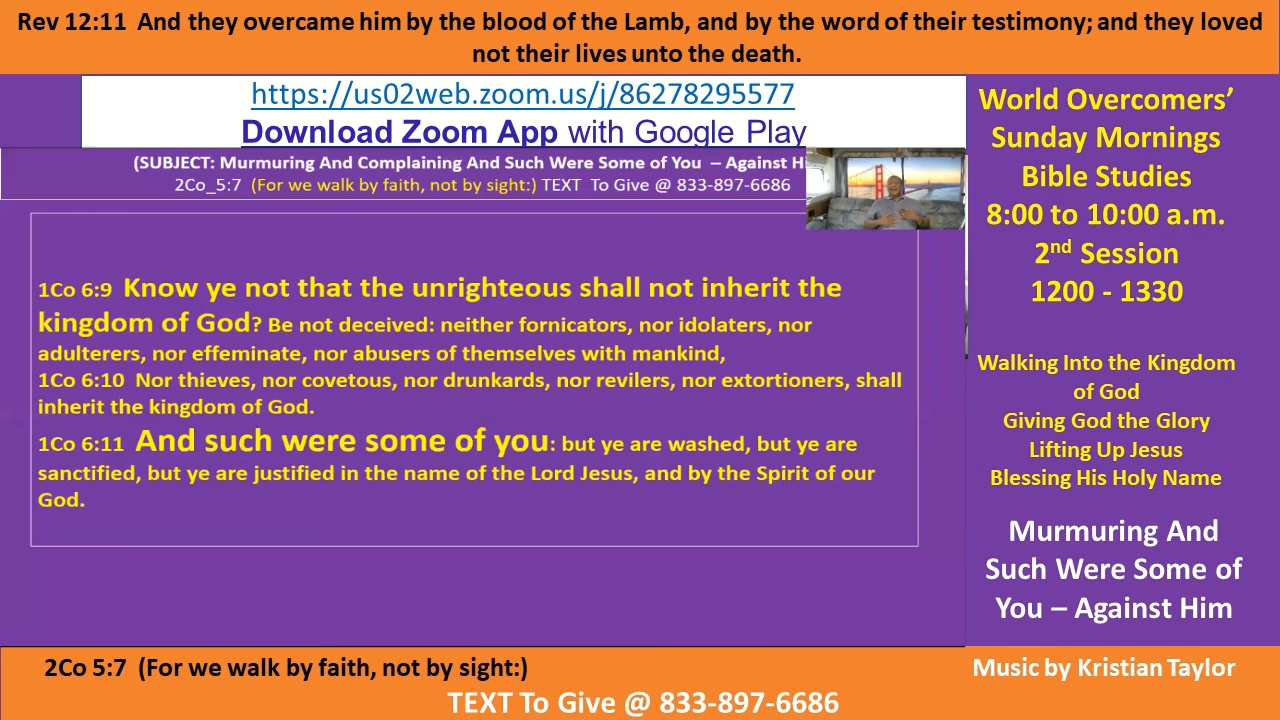 Rev 12:11  And they overcame him by the blood of the Lamb, and by the word of their testimony; and they loved
not their lives unto the death.
https://us02web.zoom.us/j/86278295577
Download Zoom App with Google Play
(SUBJECT: Murmuring And Complaining And Such Were Some of You – Against H
2Co_5:7  (For we walk by faith, not by sight:) TEXT  To Give @ 833-897-6686
1Co 6:9  Know ye not that the unrighteous shall not inherit the
kingdom of God? Be not deceived: neither fornicators, nor idolaters, nor
adulterers, nor effeminate, nor abusers of themselves with mankind,
1Co 6:10  Nor thieves, nor covetous, nor drunkards, nor revilers, nor extortioners, shall
inherit the kingdom of God.
1Co 6:11  And such were some of you: but ye are washed, but ye are
sanctified, but ye are justified in the name of the Lord Jesus, and by the Spirit of our
God.
World Overcomers’
Sunday Mornings
Bible Studies
8:00 to 10:00 a.m.
2nd Session
1200 - 1330
Walking Into the Kingdom
of God
Giving God the Glory
Lifting Up Jesus
Blessing His Holy Name
Murmuring And
Such Were Some of
You – Against Him
2Co 5:7  (For we walk by faith, not by sight:)
Music by Kristian Taylor
TEXT To Give @ 833-897-6686